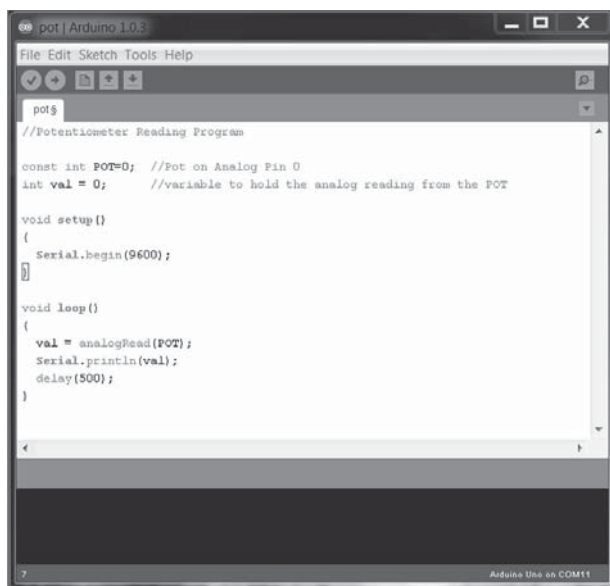 pot | Arduino 1.0.3
File Edit Sketch Tools Help
pot §
//Potentiometer Reading Program
const int POT=0;  //Pot on Analog Pin 0
int val = 0;      //variable to hold the analog reading from the POT
void setup()
{
  Serial.begin(9600);
}
void loop()
{
  val = analogRead(POT);
  Serial.println(val);
  delay(500);
}
7 Arduino Uno on COM11